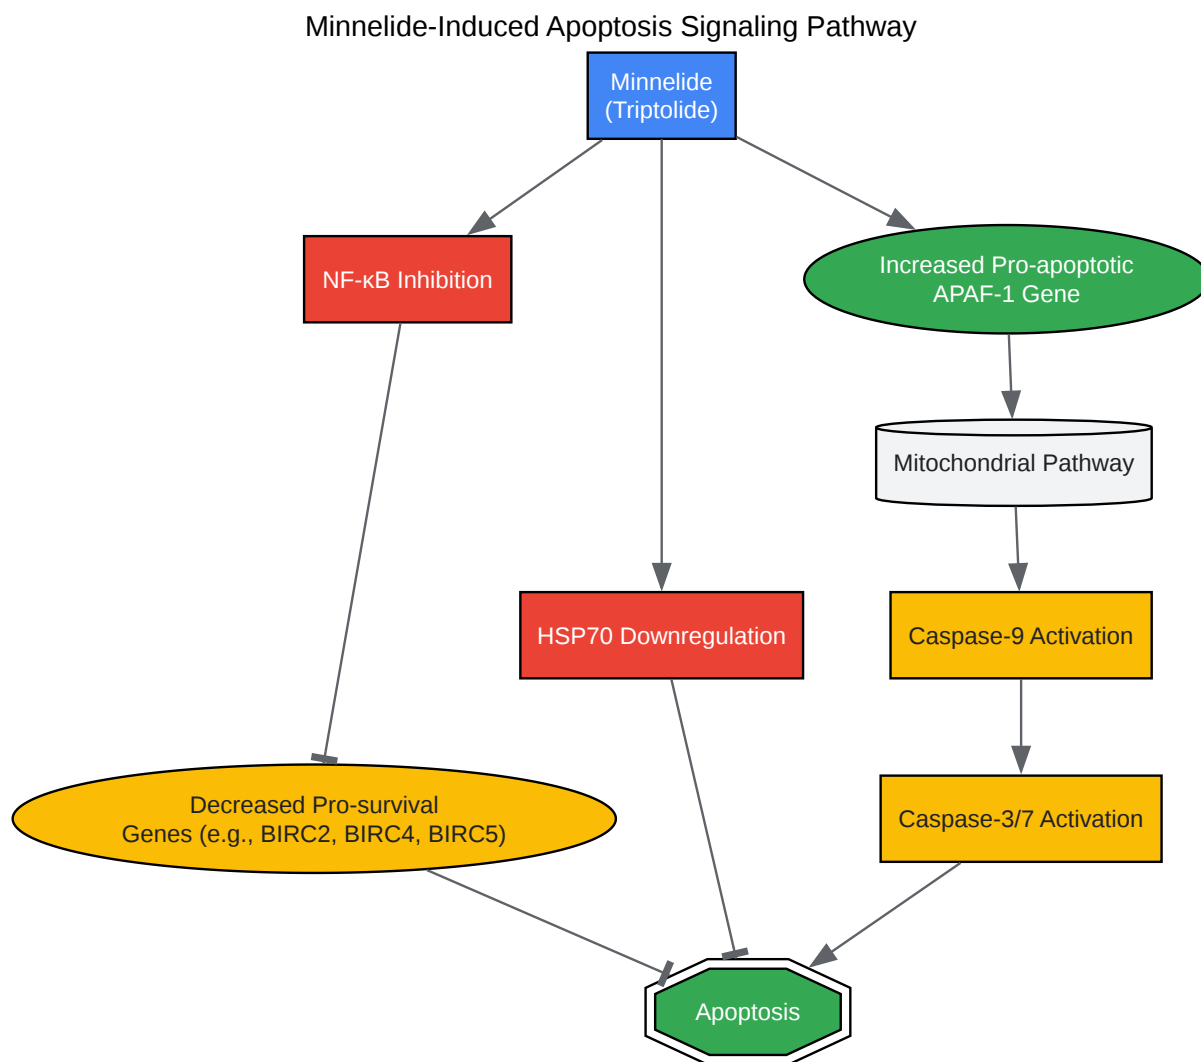 Minnelide-Induced Apoptosis Signaling Pathway
Minnelide
(Triptolide)
NF-κB Inhibition
Increased Pro-apoptotic
APAF-1 Gene
Mitochondrial Pathway
HSP70 Downregulation
Caspase-9 Activation
Decreased Pro-survival
Genes (e.g., BIRC2, BIRC4, BIRC5)
Caspase-3/7 Activation
Apoptosis